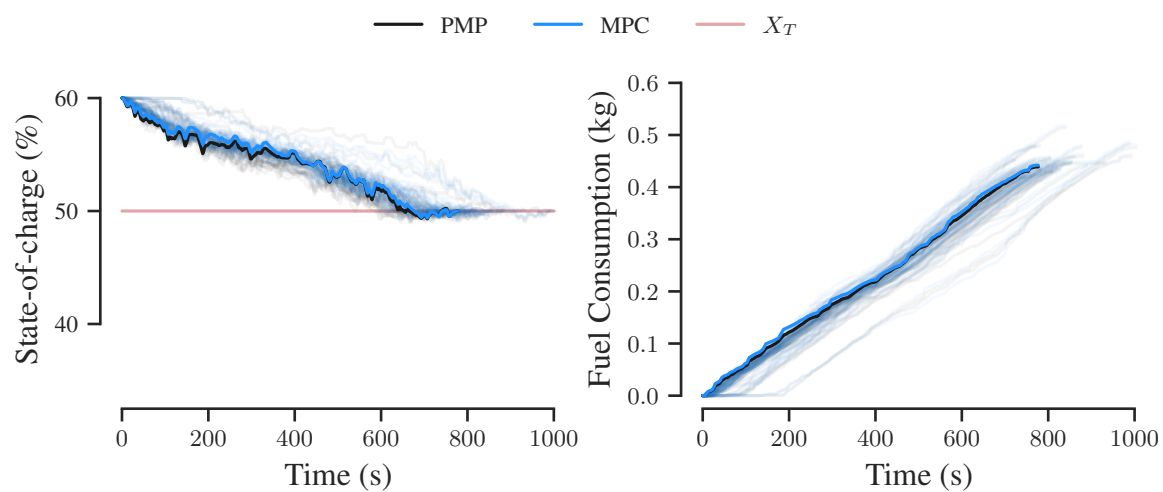 PMP MPC X_T
State-of-charge (%)
60
50
40
0 200 400 600 800 1000
Time (s)
Fuel Consumption (kg)
0.6
0.5
0.4
0.3
0.2
0.1
0.0
0 200 400 600 800 1000
Time (s)